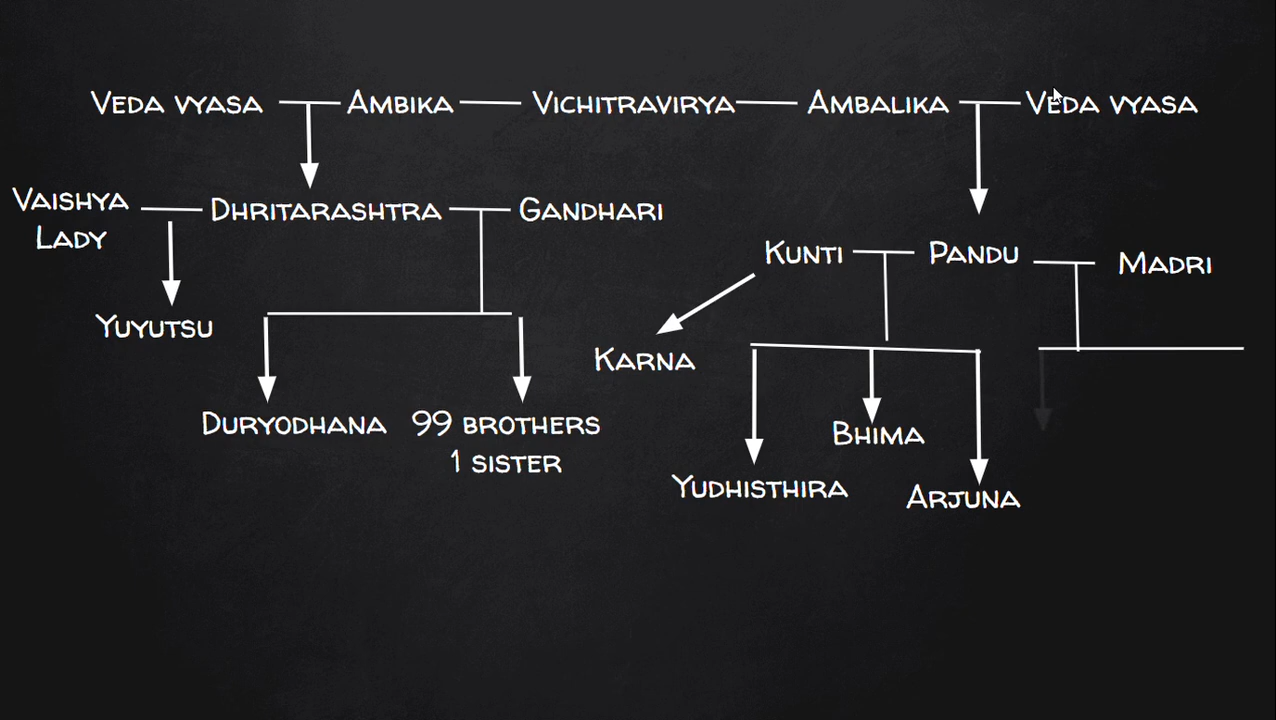 Veda vyasa Ambika Vichitravirya Ambalika Veda vyasa
Vaishya
Lady
Dhritarashtra Gandhari
Kunti Pandu Madri
Yuyutsu
Karna
Duryodhana
99 brothers
1 sister
Bhima
Yudhisthira
Arjuna